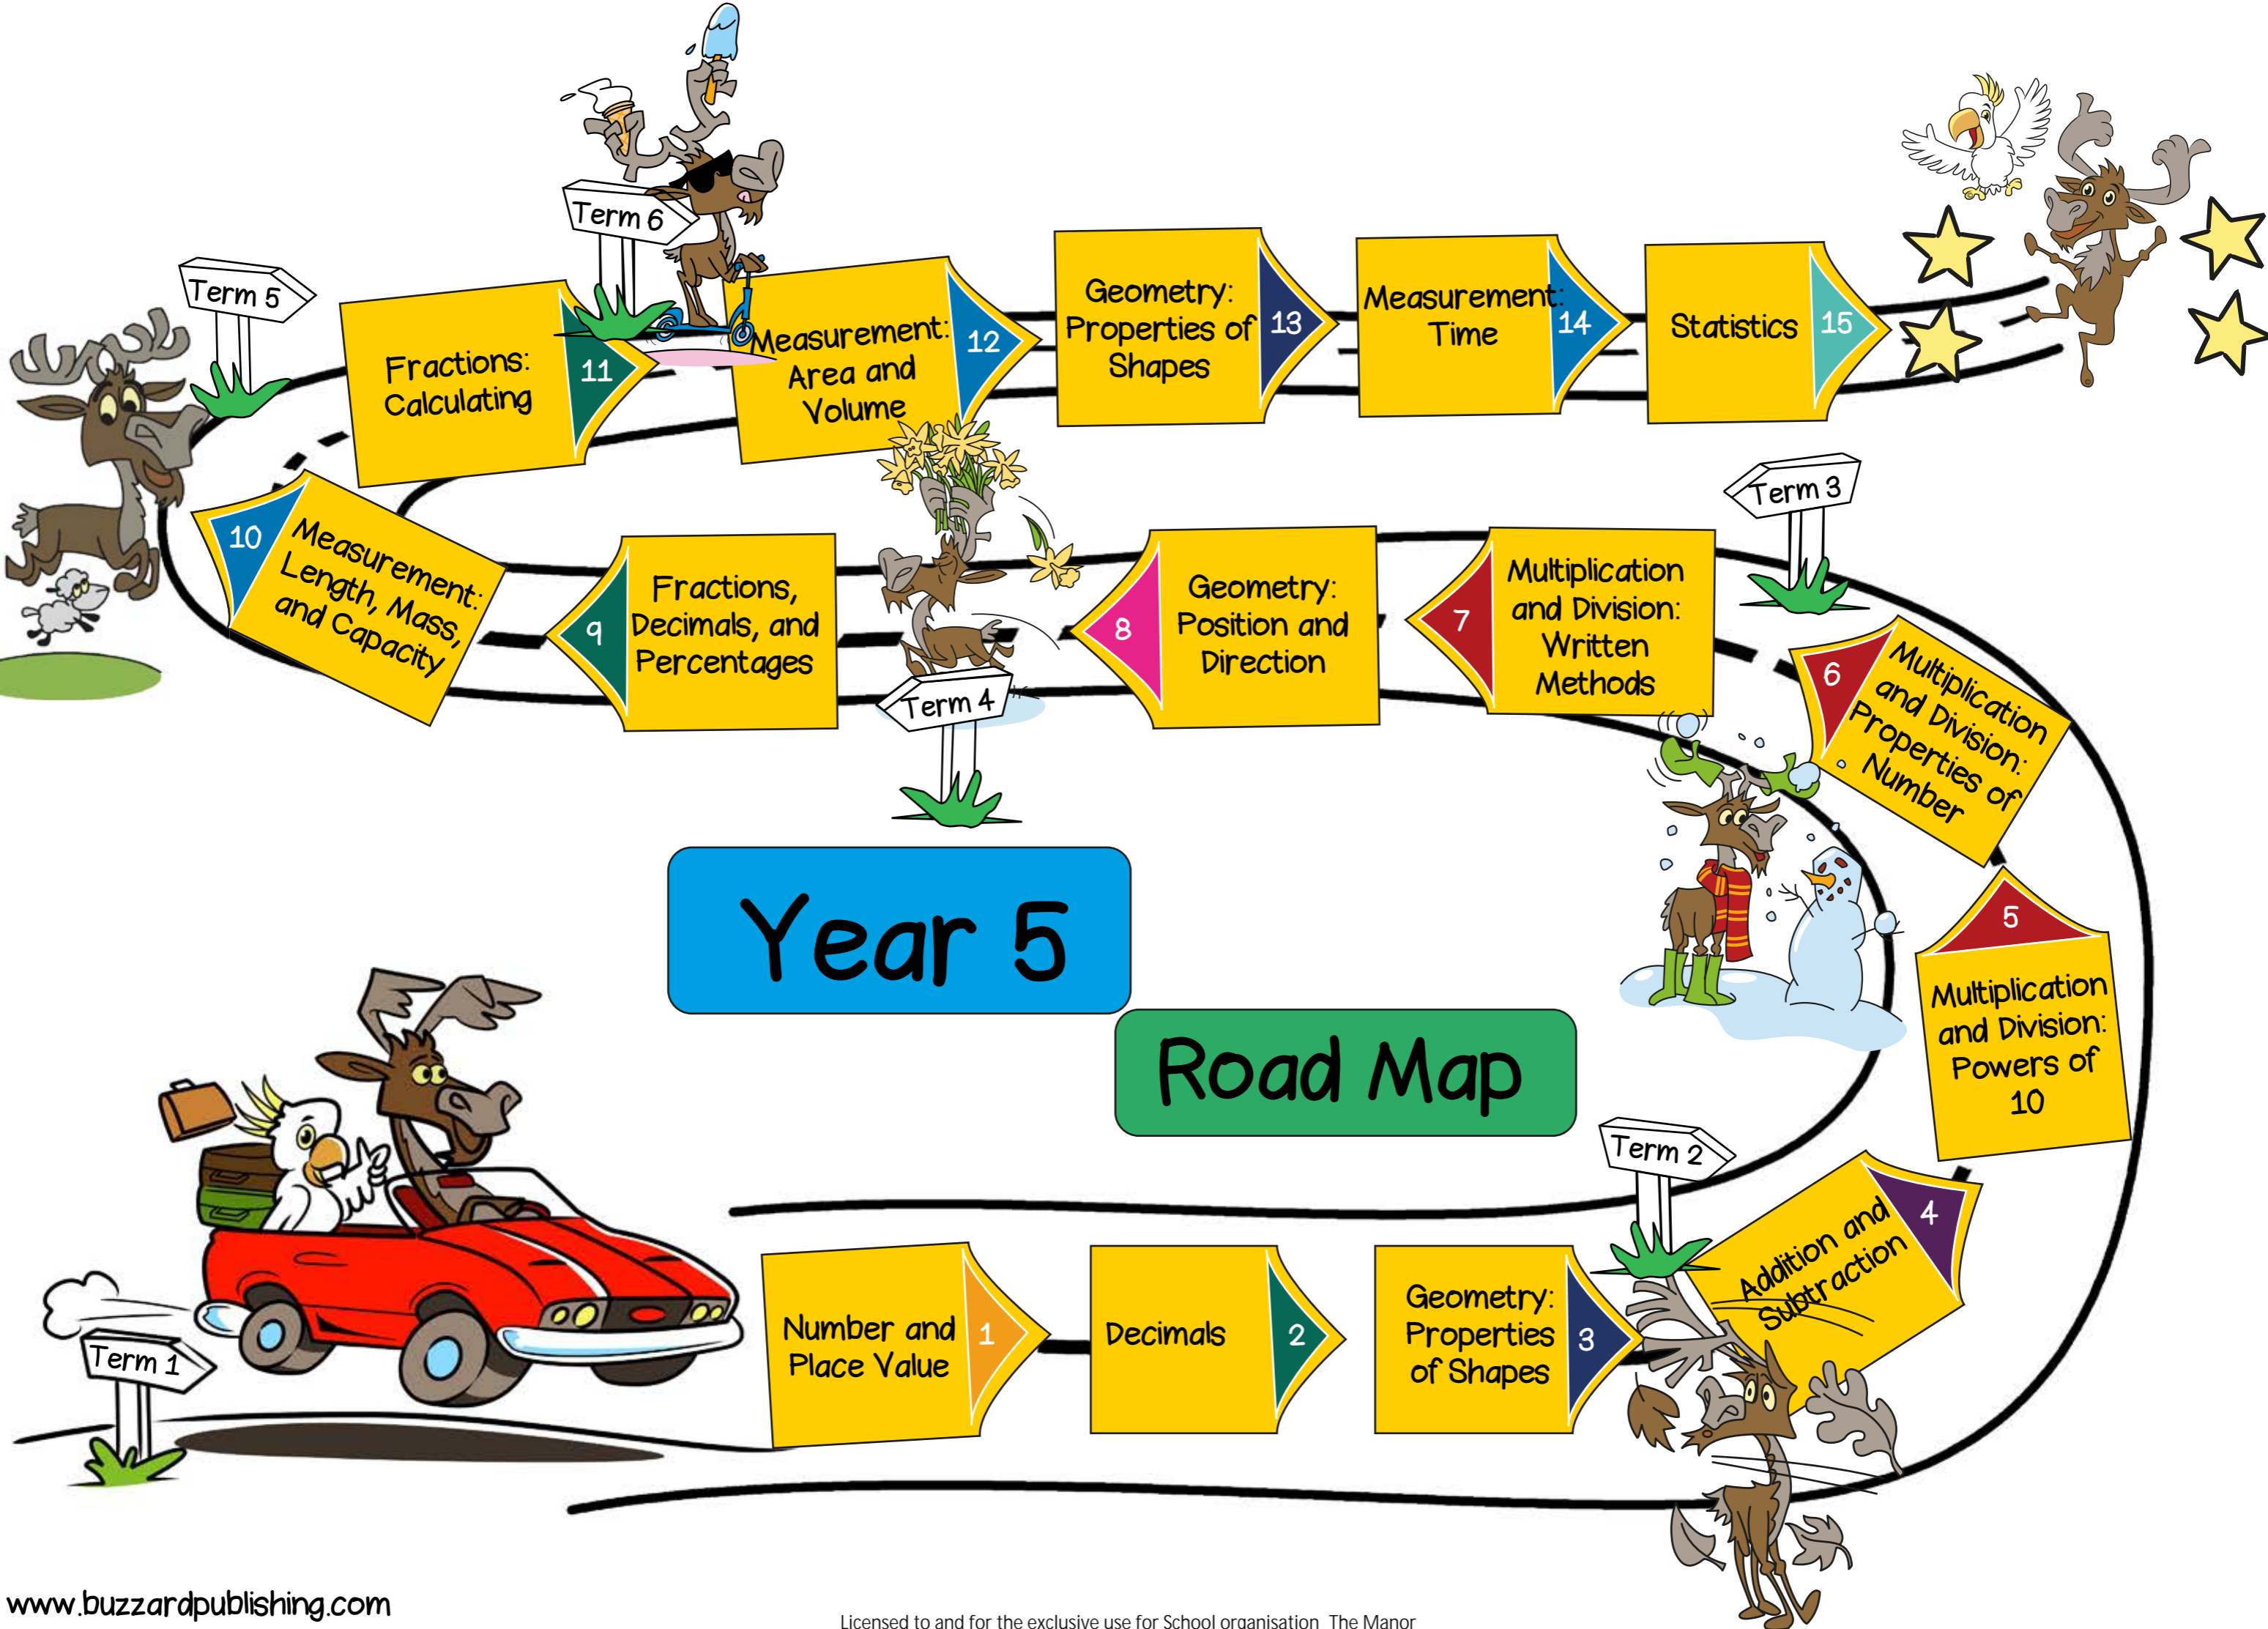 Year 5
Road Map
Term 1
Number and
Place Value
1
Decimals
2
Geometry:
Properties
of Shapes
3
Term 2
Addition and
Subtraction
4
Multiplication
and Division:
Powers of
10
5
Multiplication
and Division:
Properties of
Number
6
Term 3
Multiplication
and Division:
Written
Methods
7
Geometry:
Position and
Direction
8
Term 4
Fractions,
Decimals, and
Percentages
9
Measurement:
Length, Mass,
and Capacity
10
Term 5
Fractions:
Calculating
11
Term 6
Measurement:
Area and
Volume
12
Geometry:
Properties of
Shapes
13
Measurement:
Time
14
Statistics
15
www.buzzardpublishing.com
Licensed to and for the exclusive use for School organisation The Manor